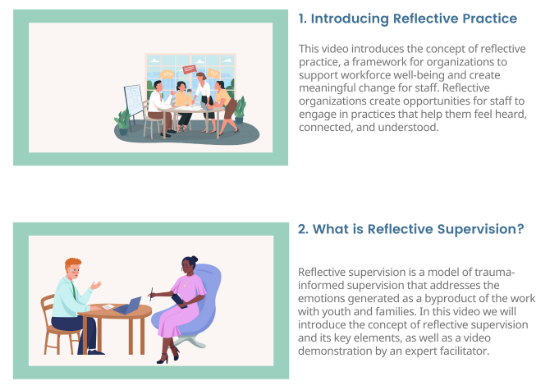 1. Introducing Reflective Practice
This video introduces the concept of reflective
practice, a framework for organizations to
support workforce well-being and create
meaningful change for staff. Reflective
organizations create opportunities for staff to
engage in practices that help them feel heard,
connected, and understood.
2. What is Reflective Supervision?
Reflective supervision is a model of trauma-
informed supervision that addresses the
emotions generated as a byproduct of the work
with youth and families. In this video we will
introduce the concept of reflective supervision
and its key elements, as well as a video
demonstration by an expert facilitator.